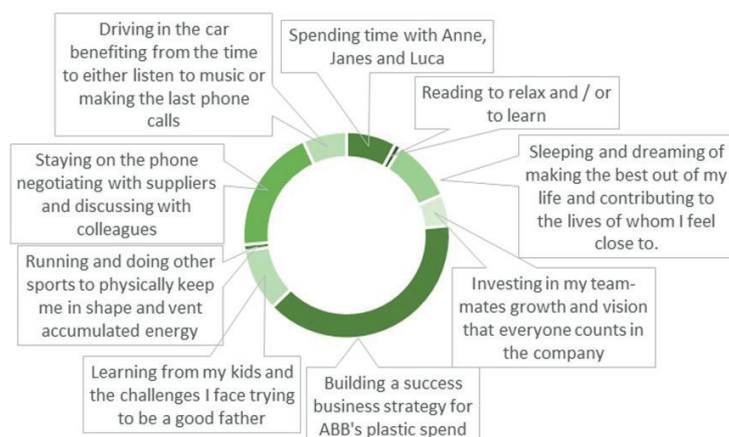 Driving in the car
benefiting from the time
to either listen to music or
making the last phone
calls
Spending time with Anne,
Janes and Luca
Reading to relax and / or
to learn
Sleeping and dreaming of
making the best out of my
life and contributing to
the lives of whom I feel
close to.
Investing in my team-
mates growth and vision
that everyone counts in
the company
Building a success
business strategy for
ABB's plastic spend
Learning from my kids and
the challenges I face trying
to be a good father
Running and doing other
sports to physically keep
me in shape and vent
accumulated energy
Staying on the phone
negotiating with suppliers
and discussing with
colleagues